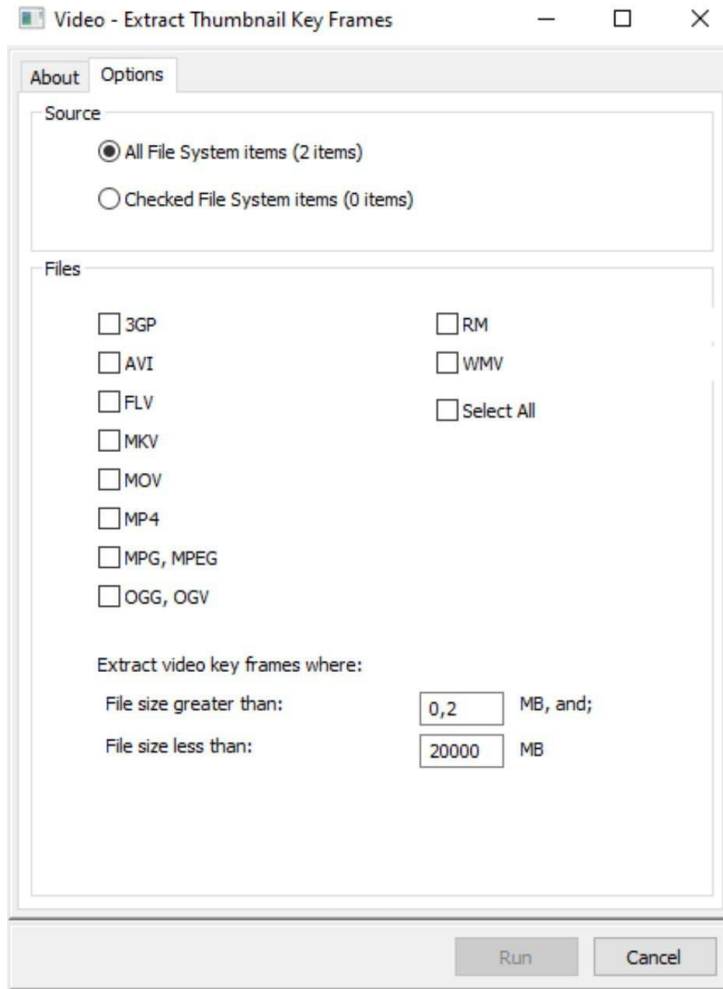 Video - Extract Thumbnail Key Frames
About Options
Source
All File System items (2 items)
Checked File System items (0 items)
Files
3GP RM
AVI WMV
FLV Select All
MKV
MOV
MP4
MPG, MPEG
OGG, OGV
Extract video key frames where:
File size greater than: 0,2 MB, and;
File size less than: 20000 MB
Run Cancel